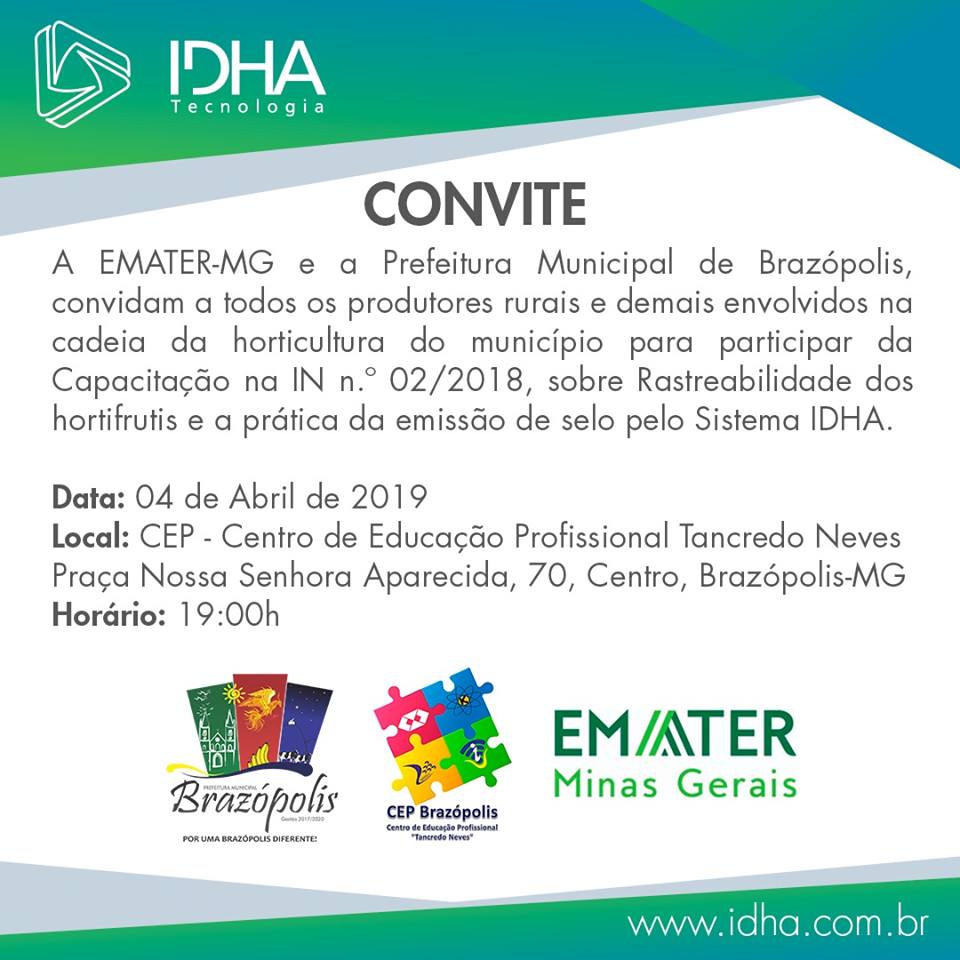 IDHA
Tecnologia
CONVITE
A EMATER-MG e a Prefeitura Municipal de Brazópolis,
convidam a todos os produtores rurais e demais envolvidos na
cadeia da horticultura do município para participar da
Capacitação na IN n.º 02/2018, sobre Rastreabilidade dos
hortifrutis e a prática da emissão de selo pelo Sistema IDHA.
Data: 04 de Abril de 2019
Local: CEP - Centro de Educação Profissional Tancredo Neves
Praça Nossa Senhora Aparecida, 70, Centro, Brazópolis-MG
Horário: 19:00h
PREFEITURA MUNICIPAL
Brazópolis
Gestão 2017/2020
POR UMA BRAZÓPOLIS DIFERENTE!
CEP Brazópolis
Centro de Educação Profissional
"Tancredo Neves"
EMATER
Minas Gerais
www.idha.com.br